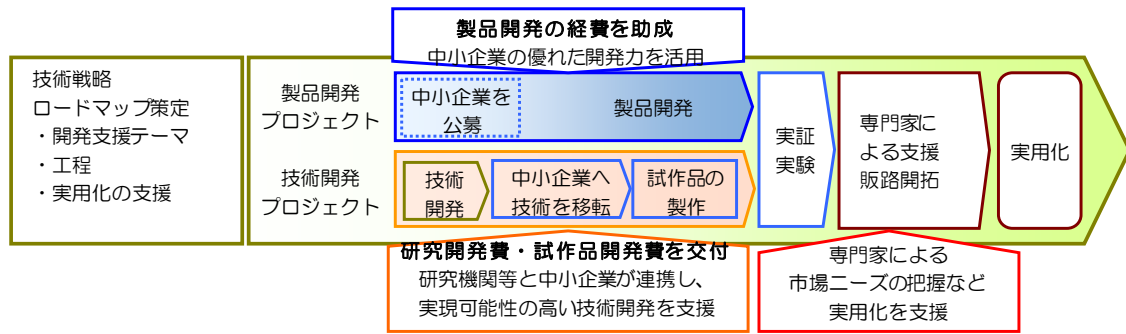 製品開発の経費を助成
中小企業の優れた開発力を活用
技術戦略
ロードマップ策定
・開発支援テーマ
・工程
・実用化の支援
製品開発
プロジェクト
中小企業を
公募
製品開発
技術開発
プロジェクト
技術
開発
中小企業へ
技術を移転
試作品の
製作
実証
実験
専門家に
よる支援
販路開拓
実用化
研究開発費・試作品開発費を交付
研究機関等と中小企業が連携し、
実現可能性の高い技術開発を支援
専門家による
市場ニーズの把握など
実用化を支援